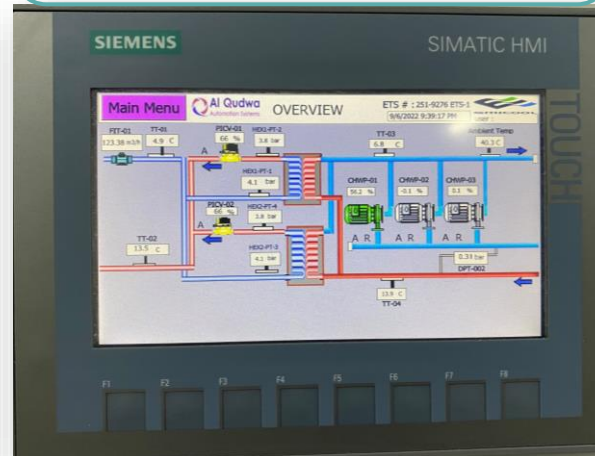 SIEMENS
SIMATIC HMI
TOUCH
Main Menu
Al Qudwa
Automation Systems
OVERVIEW
ETS # : 251-9276 ETS-1
9/6/2022 9:39:17 PM
User :
FIT-01
123.38 m3/h
TT-01
4.9 C
PICV-01
66 %
HEX1-PT-2
3.8 bar
TT-03
6.8 C
Ambient Temp
40.3 C
A
HEX1-PT-1
4.1 bar
CHWP-01
CHWP-02
CHWP-03
50.2 %
-0.1 %
0.1 %
PICV-02
66 %
HEX2-PT-4
3.8 bar
A
A R
A R
A R
TT-02
13.5 C
HEX2-PT-3
4.1 bar
bar
DPT-002
13.9 C
TT-04
F1
F2
F3
F4
F5
F6
F7
F8